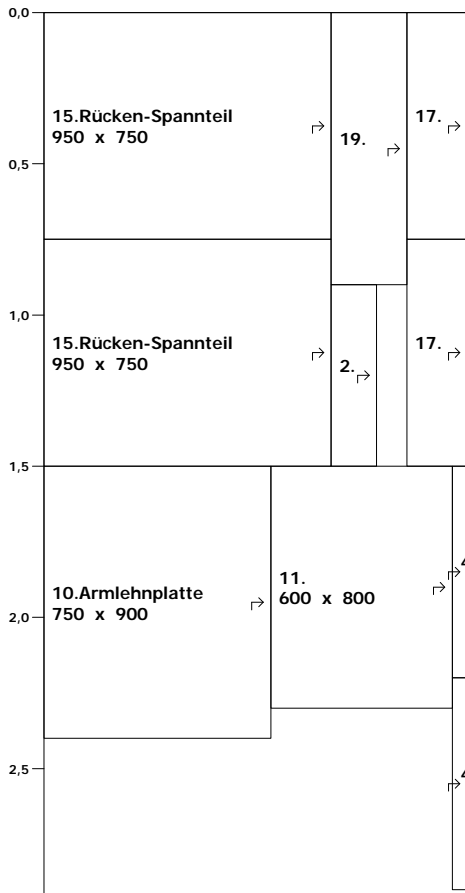 0,0
15.Rücken-Spannteil
950 x 750
19.
17.
0,5
1,0
15.Rücken-Spannteil
950 x 750
2.
17.
1,5
10.Armlehnplatte
750 x 900
11.
600 x 800
2,0
2,5